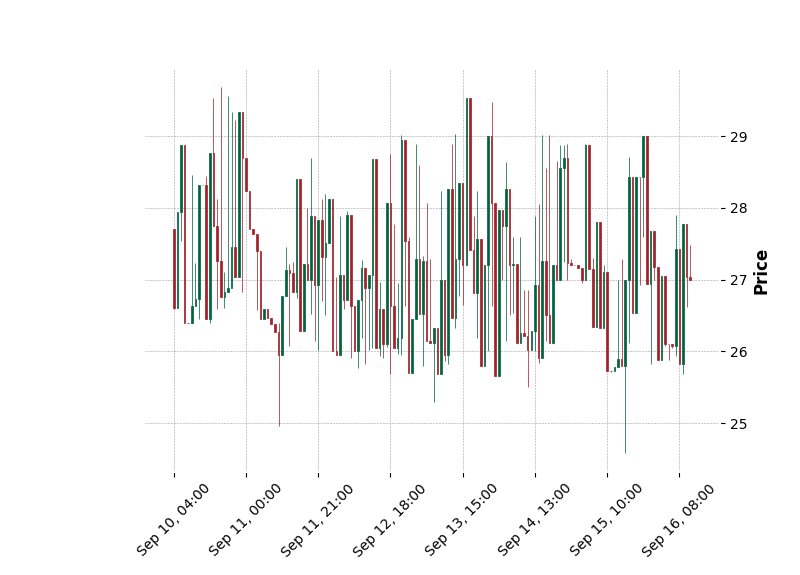 29
28
27
26
25
Price
Sep 10, 04:00
Sep 11, 00:00
Sep 11, 21:00
Sep 12, 18:00
Sep 13, 15:00
Sep 14, 13:00
Sep 15, 10:00
Sep 16, 08:00